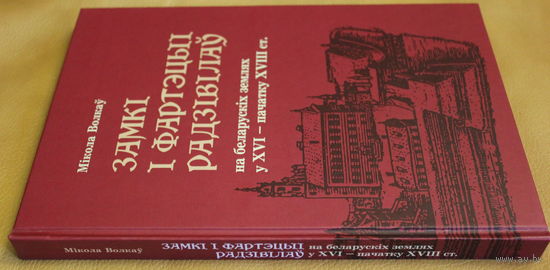 Мікола Волкаў
ЗАМКІ
І ФАРТЭЦЫІ
РАДЗІВІЛАЎ
на беларускіх землях
у XVI – пачатку XVIII ст.
Мікола Волкаў
ЗАМКІ І ФАРТЭЦЫІ на беларускіх землях
РАДЗІВІЛАЎ у XVI – пачатку XVIII ст.